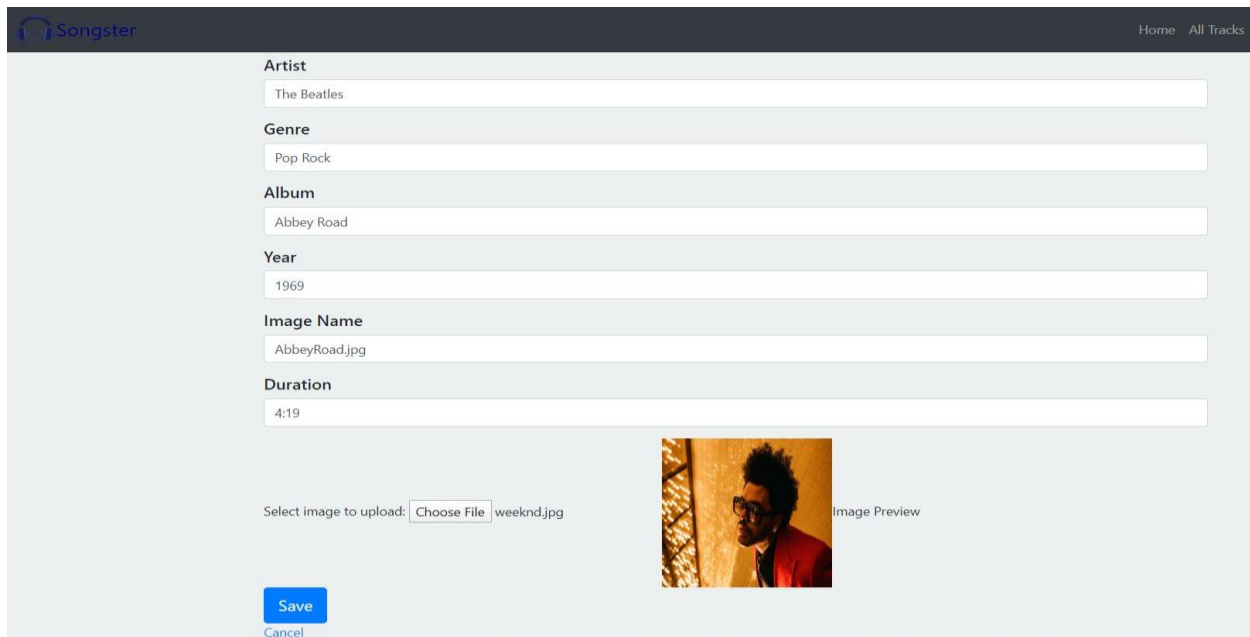 Songster
Home All Tracks
Artist
The Beatles
Genre
Pop Rock
Album
Abbey Road
Year
1969
Image Name
AbbeyRoad.jpg
Duration
4:19
Select image to upload: Choose File weeknd.jpg Image Preview
Save
Cancel